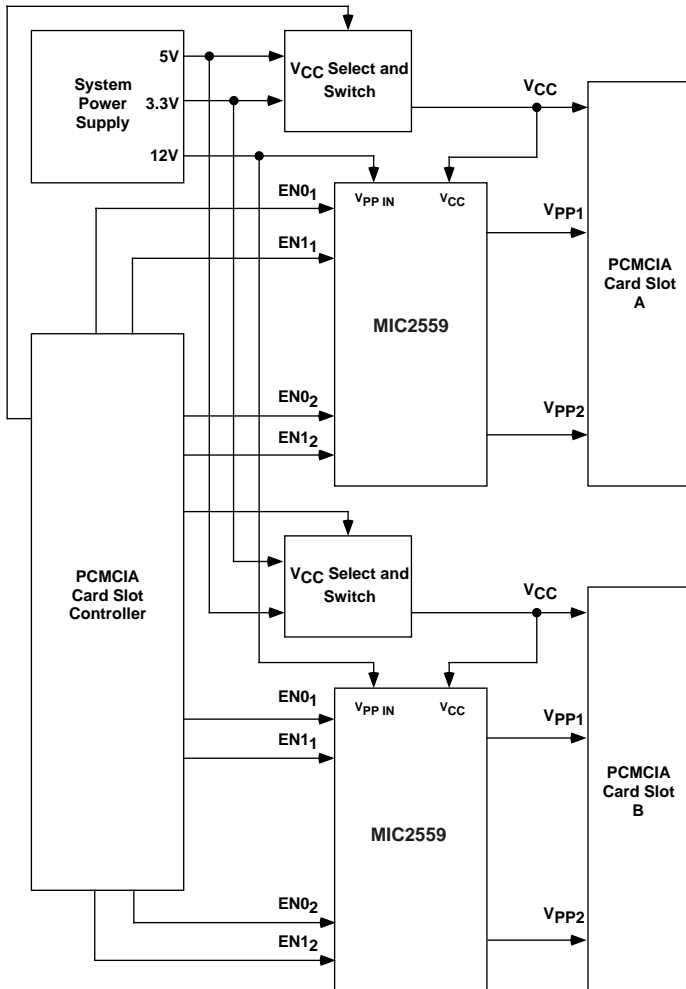 System
Power
Supply
5V
3.3V
12V
VCC Select and
Switch
VCC
VPP IN
VCC
EN01
EN11
MIC2559
VPP1
PCMCIA
Card Slot
A
EN02
EN12
VPP2
PCMCIA
Card Slot
Controller
VCC Select and
Switch
VCC
VPP IN
VCC
EN01
EN11
MIC2559
VPP1
PCMCIA
Card Slot
B
EN02
EN12
VPP2